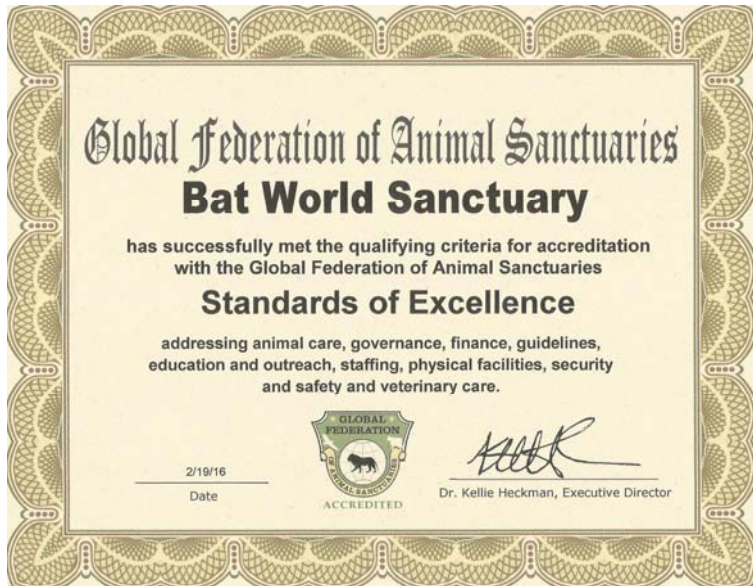 Global Federation of Animal Sanctuaries
Bat World Sanctuary
has successfully met the qualifying criteria for accreditation
with the Global Federation of Animal Sanctuaries
Standards of Excellence
addressing animal care, governance, finance, guidelines,
education and outreach, staffing, physical facilities, security
and safety and veterinary care.
GLOBAL
FEDERATION
OF ANIMAL SANCTUARIES
ACCREDITED
2/19/16
Date
Dr. Kellie Heckman, Executive Director